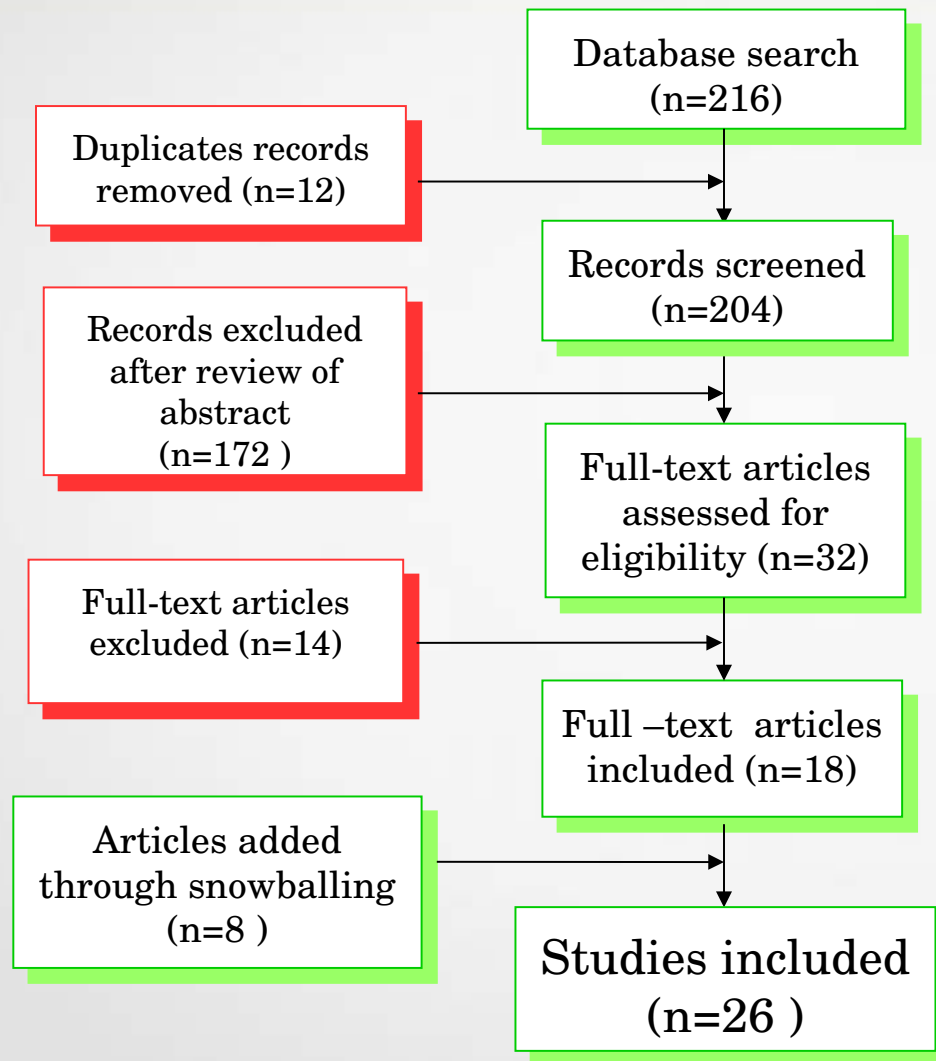 Database search
(n=216)
Duplicates records
removed (n=12)
Records screened
(n=204)
Records excluded
after review of
abstract
(n=172 )
Full-text articles
assessed for
eligibility (n=32)
Full-text articles
excluded (n=14)
Full –text  articles
included (n=18)
Articles added
through snowballing
(n=8 )
Studies included
(n=26 )